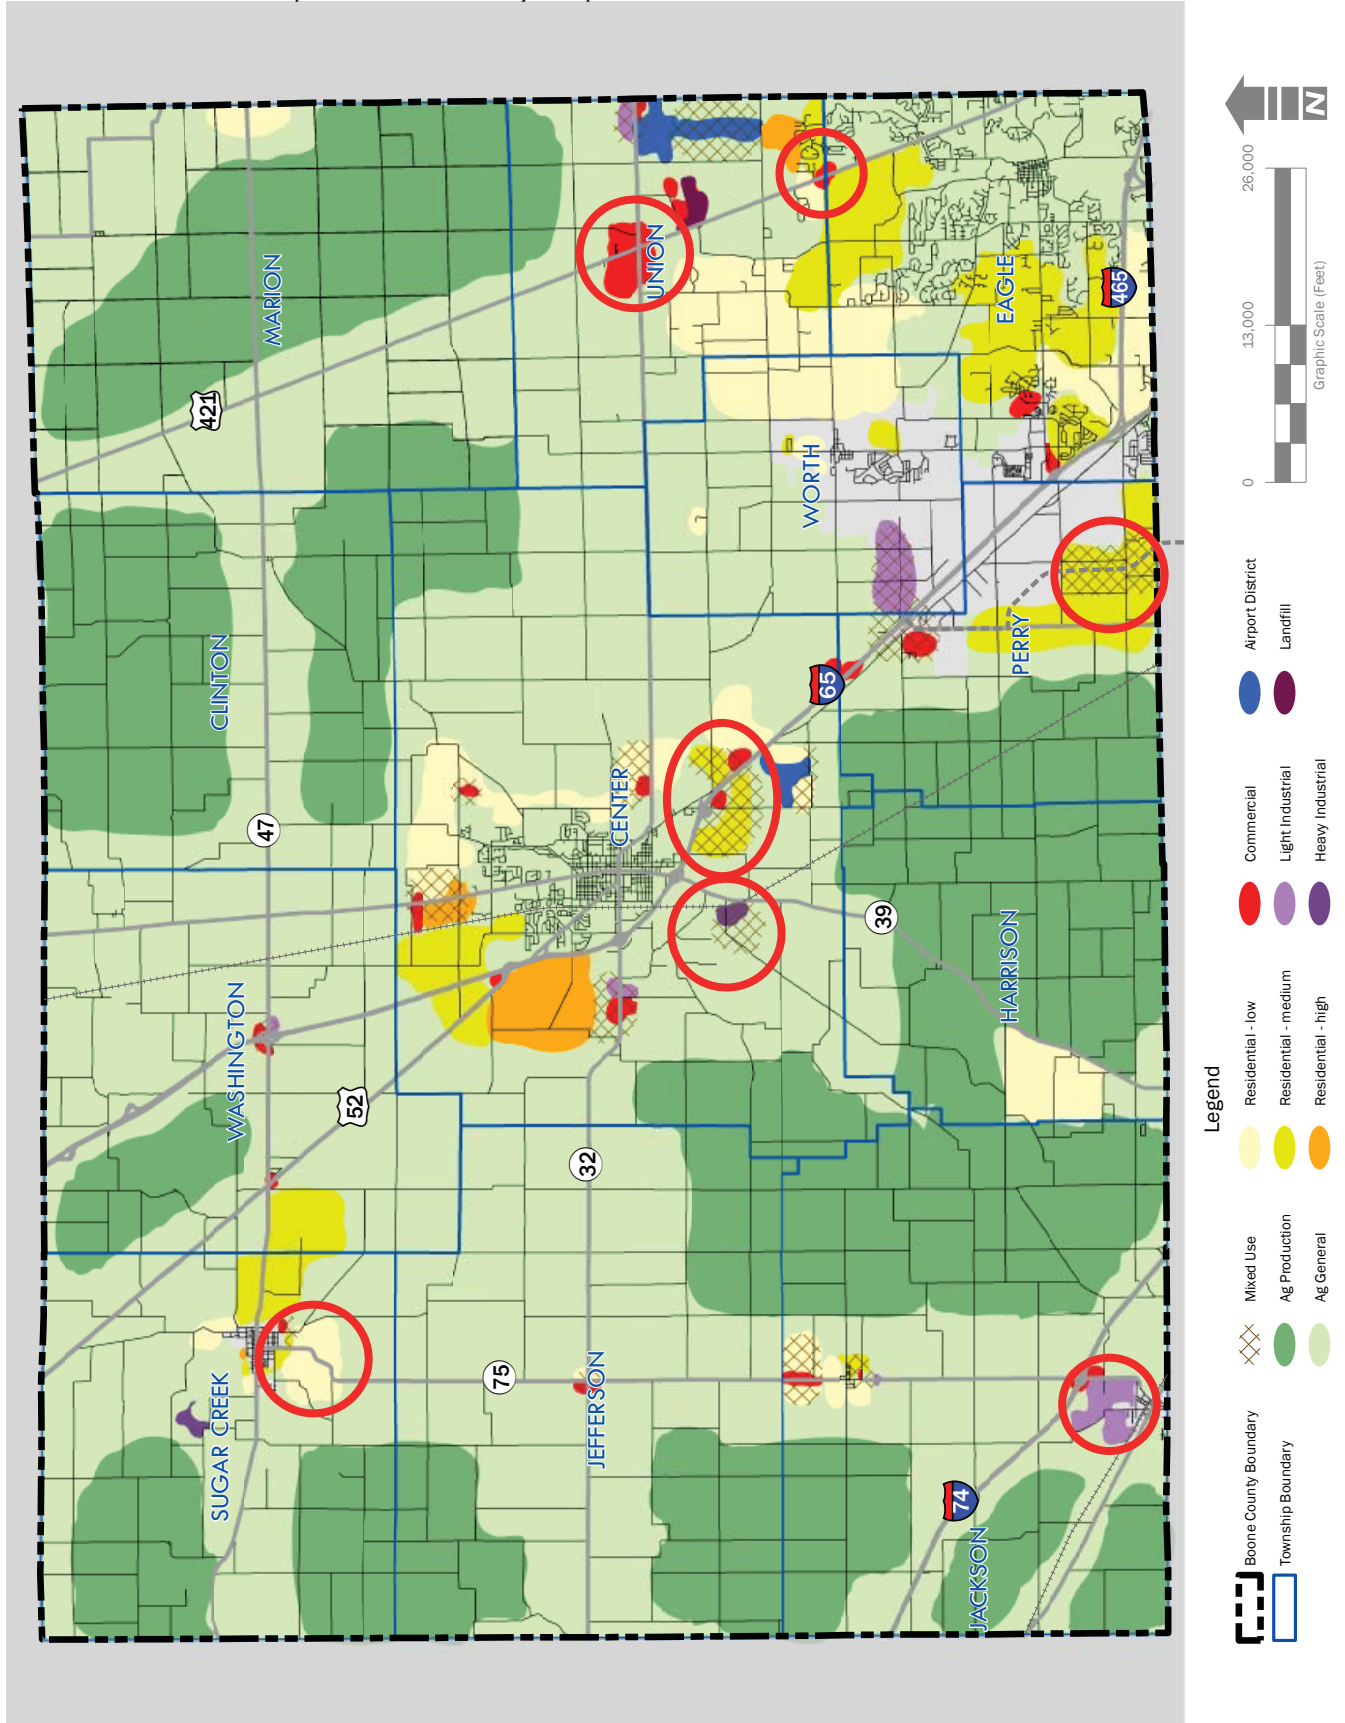 MARION
421
UNION
EAGLE
465
WORTH
CLINTON
47
PERRY
65
CENTER
39
HARRISON
WASHINGTON
52
32
SUGAR CREEK
75
JEFFERSON
74
JACKSON
Legend
Boone County Boundary
Township Boundary
Mixed Use
Ag Production
Ag General
Residential - low
Residential - medium
Residential - high
Commercial
Light Industrial
Heavy Industrial
Airport District
Landfill
0
13,000
26,000
Graphic Scale (Feet)
N